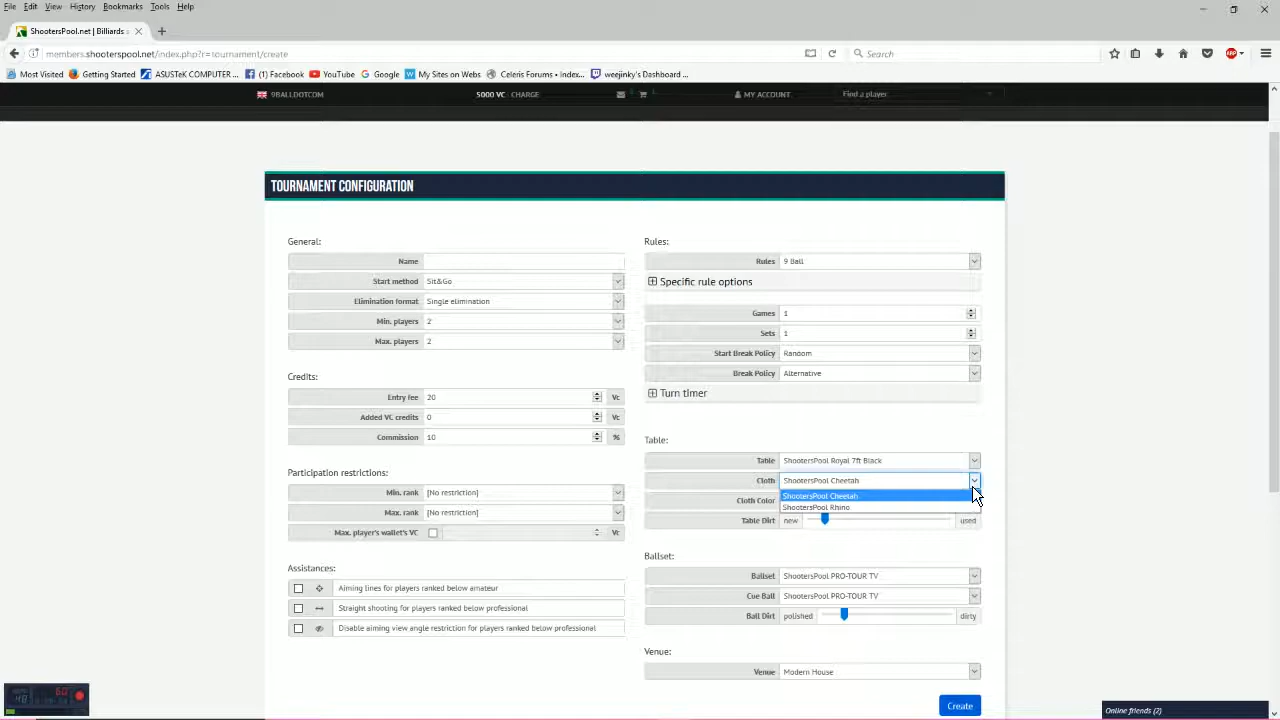 File Edit View History Bookmarks Tools Help
ShootersPool.net | Billiards s
members.shooterspool.net/index.php?r=tournament/create
Search
Most Visited Getting Started ASUSTeK COMPUTER ... (1) Facebook YouTube Google My Sites on Webs Celeris Forums • Index... weejinky's Dashboard ...
9BALLDOTCOM 5000 VC CHARGE MY ACCOUNT Find a player
TOURNAMENT CONFIGURATION
General:
Name
Start method Sit&Go
Elimination format Single elimination
Min. players 2
Max. players 2
Credits:
Entry fee 20 Vc
Added VC credits 0 Vc
Commission 10 %
Participation restrictions:
Min. rank [No restriction]
Max. rank [No restriction]
Max. player's wallet's VC Vc
Assistances:
Aiming lines for players ranked below amateur
Straight shooting for players ranked below professional
Disable aiming view angle restriction for players ranked below professional
Rules:
Rules 9 Ball
Specific rule options
Games 1
Sets 1
Start Break Policy Random
Break Policy Alternative
Turn timer
Table:
Table ShootersPool Royal 7ft Black
Cloth ShootersPool Cheetah
ShootersPool Cheetah
ShootersPool Rhino
Cloth Color
Table Dirt new used
Ballset:
Ballset ShootersPool PRO-TOUR TV
Cue Ball ShootersPool PRO-TOUR TV
Ball Dirt polished dirty
Venue:
Venue Modern House
Create
Online friends (2)